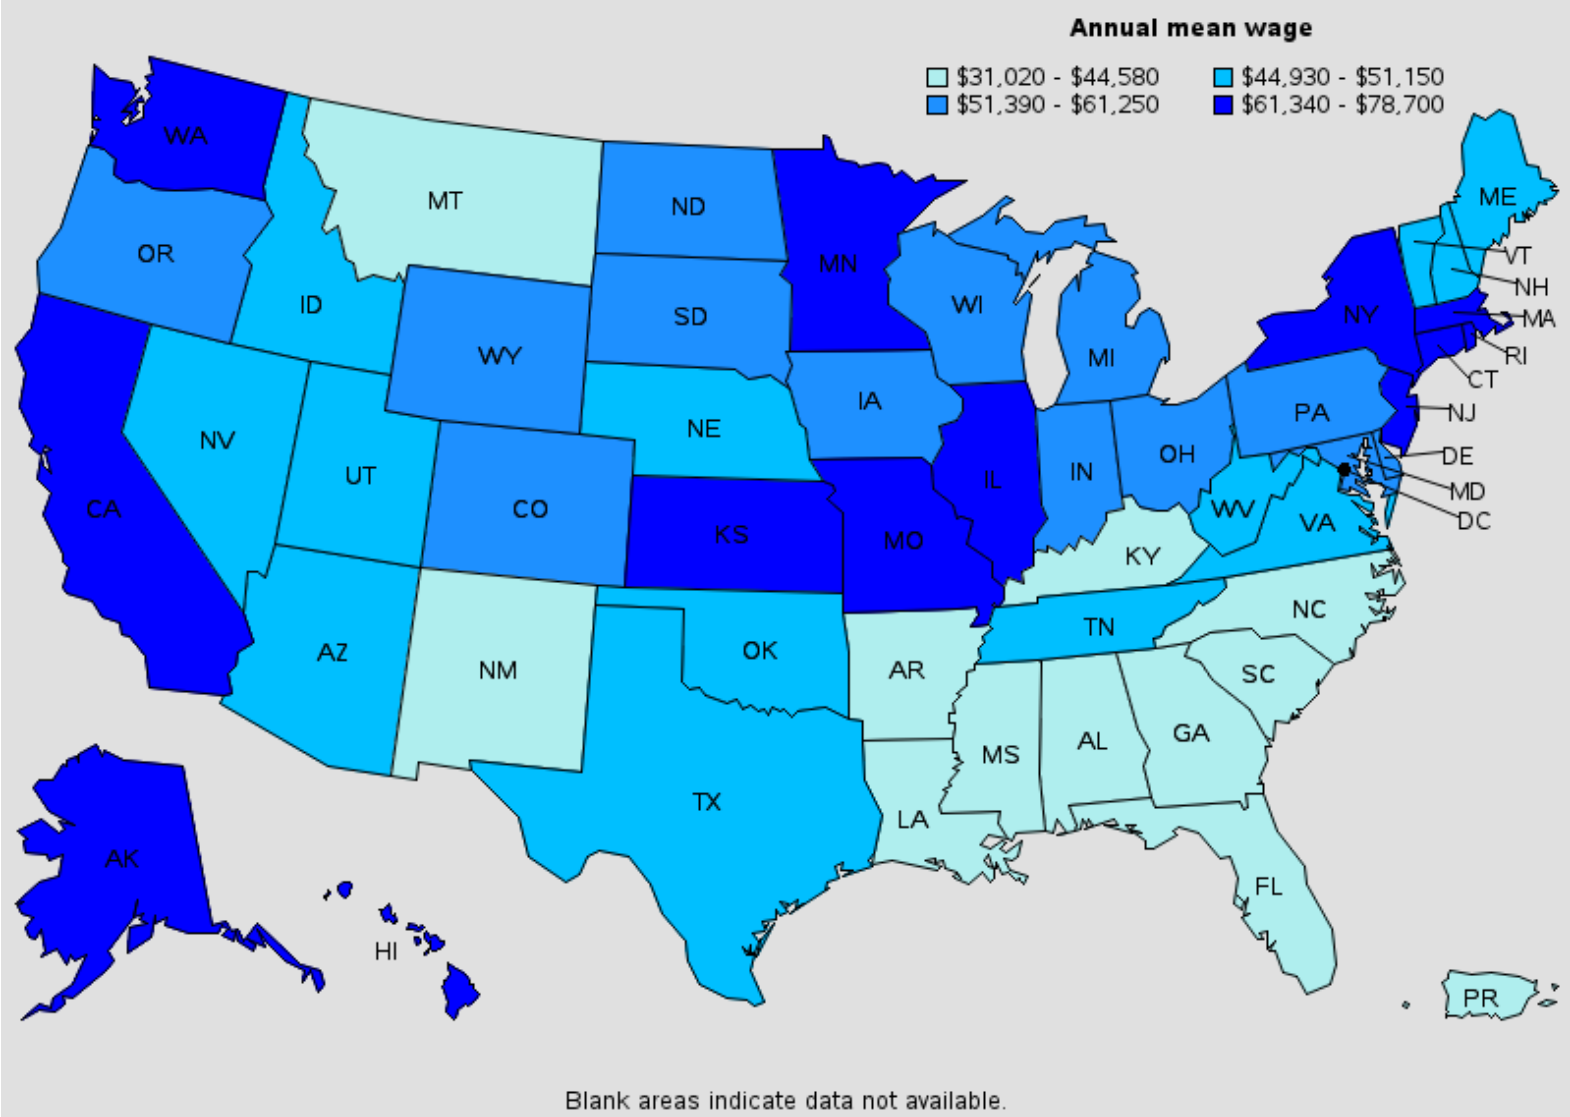 Annual mean wage
$31,020 - $44,580 $44,930 - $51,150
$51,390 - $61,250 $61,340 - $78,700
WA
MT
ME
ND
OR
VT
MN
NH
ID
WI
SD
NY
MA
WY
MI
RI
CT
IA
PA
NJ
NE
NV
OH
DE
UT
IN
IL
MD
CA
CO
WV
VA
DC
KS
MO
KY
NC
TN
AZ
OK
NM
AR
SC
GA
AL
MS
TX
LA
AK
FL
HI
PR
Blank areas indicate data not available.